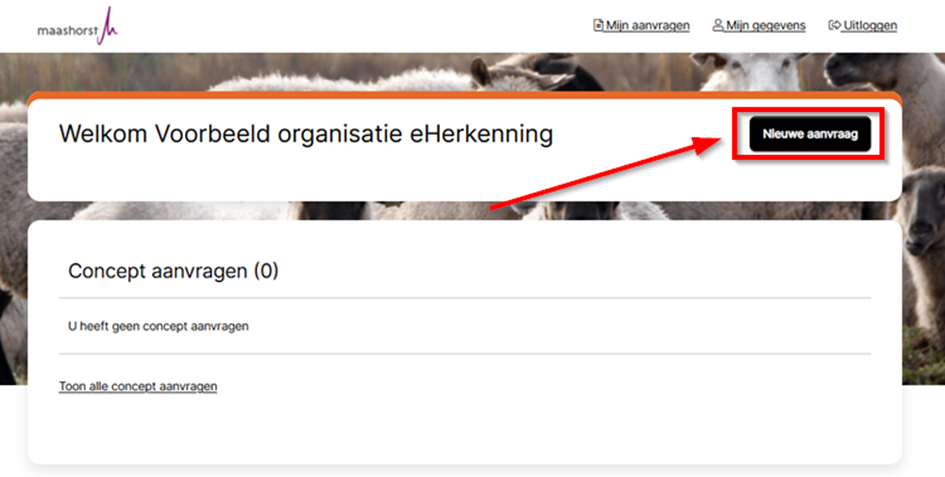 maashorst
Mijn aanvragen
Mijn gegevens
Uitloggen
Welkom Voorbeeld organisatie eHerkenning
Nieuwe aanvraag
Concept aanvragen (0)
U heeft geen concept aanvragen
Toon alle concept aanvragen